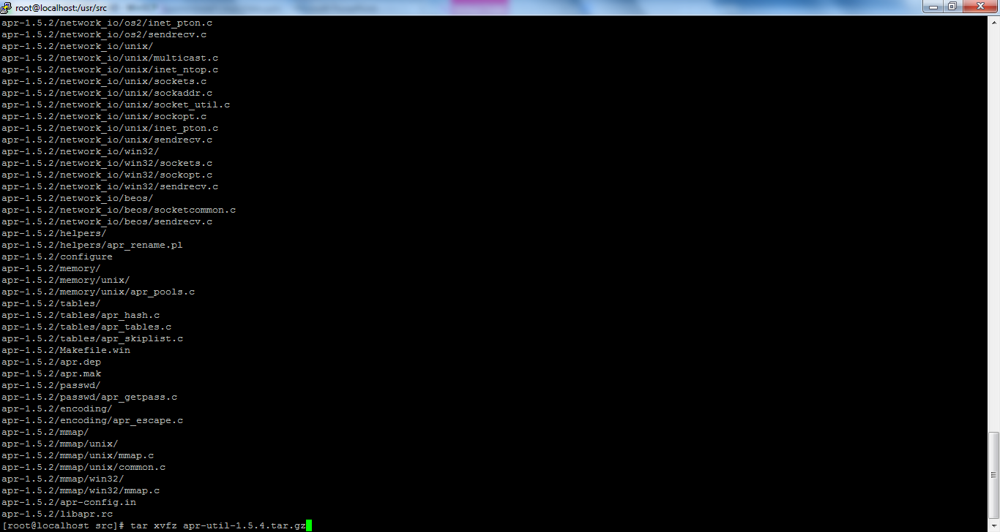 root@localhost:/usr/src
apr-1.5.2/network_io/os2/inet_pton.c
apr-1.5.2/network_io/os2/sendrecv.c
apr-1.5.2/network_io/unix/
apr-1.5.2/network_io/unix/multicast.c
apr-1.5.2/network_io/unix/inet_ntop.c
apr-1.5.2/network_io/unix/sockets.c
apr-1.5.2/network_io/unix/sockaddr.c
apr-1.5.2/network_io/unix/socket_util.c
apr-1.5.2/network_io/unix/sockopt.c
apr-1.5.2/network_io/unix/inet_pton.c
apr-1.5.2/network_io/unix/sendrecv.c
apr-1.5.2/network_io/win32/
apr-1.5.2/network_io/win32/sockets.c
apr-1.5.2/network_io/win32/sockopt.c
apr-1.5.2/network_io/win32/sendrecv.c
apr-1.5.2/network_io/beos/
apr-1.5.2/network_io/beos/socketcommon.c
apr-1.5.2/network_io/beos/sendrecv.c
apr-1.5.2/helpers/
apr-1.5.2/helpers/apr_rename.pl
apr-1.5.2/configure
apr-1.5.2/memory/
apr-1.5.2/memory/unix/
apr-1.5.2/memory/unix/apr_pools.c
apr-1.5.2/tables/
apr-1.5.2/tables/apr_hash.c
apr-1.5.2/tables/apr_tables.c
apr-1.5.2/tables/apr_skiplist.c
apr-1.5.2/Makefile.win
apr-1.5.2/apr.dep
apr-1.5.2/apr.mak
apr-1.5.2/passwd/
apr-1.5.2/passwd/apr_getpass.c
apr-1.5.2/encoding/
apr-1.5.2/encoding/apr_escape.c
apr-1.5.2/mmap/
apr-1.5.2/mmap/unix/
apr-1.5.2/mmap/unix/mmap.c
apr-1.5.2/mmap/unix/common.c
apr-1.5.2/mmap/win32/
apr-1.5.2/mmap/win32/mmap.c
apr-1.5.2/apr-config.in
apr-1.5.2/libapr.rc
[root@localhost src]# tar xvfz apr-util-1.5.4.tar.gz